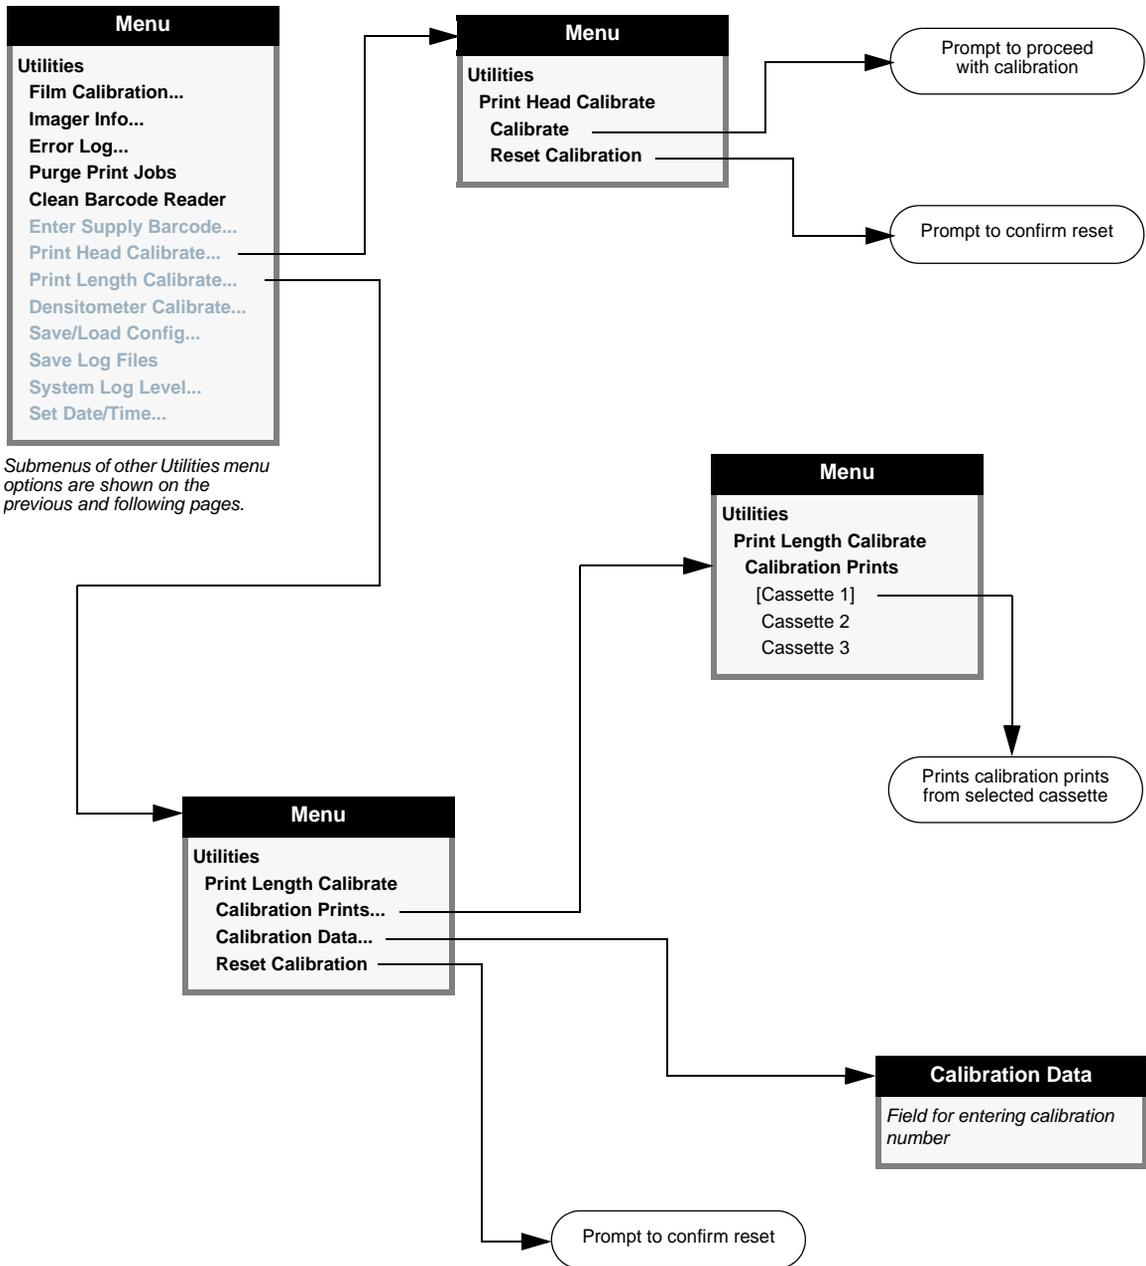 Menu
Utilities
Film Calibration...
Imager Info...
Error Log...
Purge Print Jobs
Clean Barcode Reader
Enter Supply Barcode...
Print Head Calibrate...
Print Length Calibrate...
Densitometer Calibrate...
Save/Load Config...
Save Log Files
System Log Level...
Set Date/Time...
Submenus of other Utilities menu
options are shown on the
previous and following pages.
Menu
Utilities
Print Head Calibrate
Calibrate
Reset Calibration
Prompt to proceed
with calibration
Prompt to confirm reset
Menu
Utilities
Print Length Calibrate
Calibration Prints
[Cassette 1]
Cassette 2
Cassette 3
Prints calibration prints
from selected cassette
Menu
Utilities
Print Length Calibrate
Calibration Prints...
Calibration Data...
Reset Calibration
Calibration Data
Field for entering calibration
number
Prompt to confirm reset